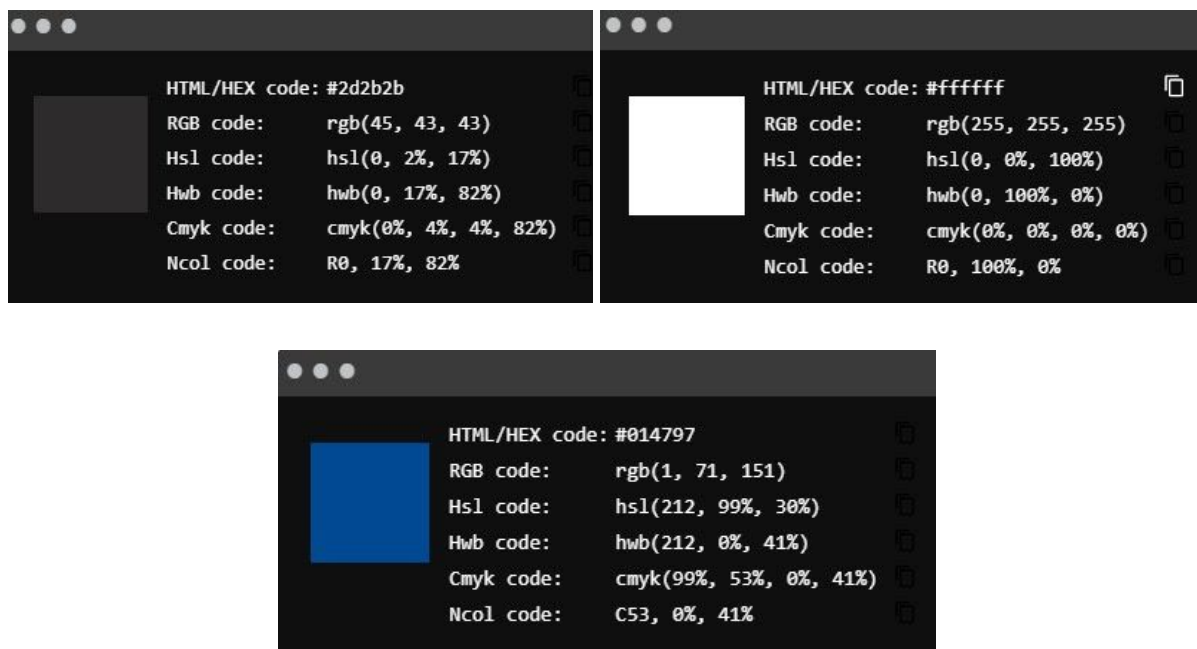 HTML/HEX code: #2d2b2b
RGB code: rgb(45, 43, 43)
Hsl code: hsl(0, 2%, 17%)
Hwb code: hwb(0, 17%, 82%)
Cmyk code: cmyk(0%, 4%, 4%, 82%)
Ncol code: R0, 17%, 82%
HTML/HEX code: #ffffff
RGB code: rgb(255, 255, 255)
Hsl code: hsl(0, 0%, 100%)
Hwb code: hwb(0, 100%, 0%)
Cmyk code: cmyk(0%, 0%, 0%, 0%)
Ncol code: R0, 100%, 0%
HTML/HEX code: #014797
RGB code: rgb(1, 71, 151)
Hsl code: hsl(212, 99%, 30%)
Hwb code: hwb(212, 0%, 41%)
Cmyk code: cmyk(99%, 53%, 0%, 41%)
Ncol code: C53, 0%, 41%